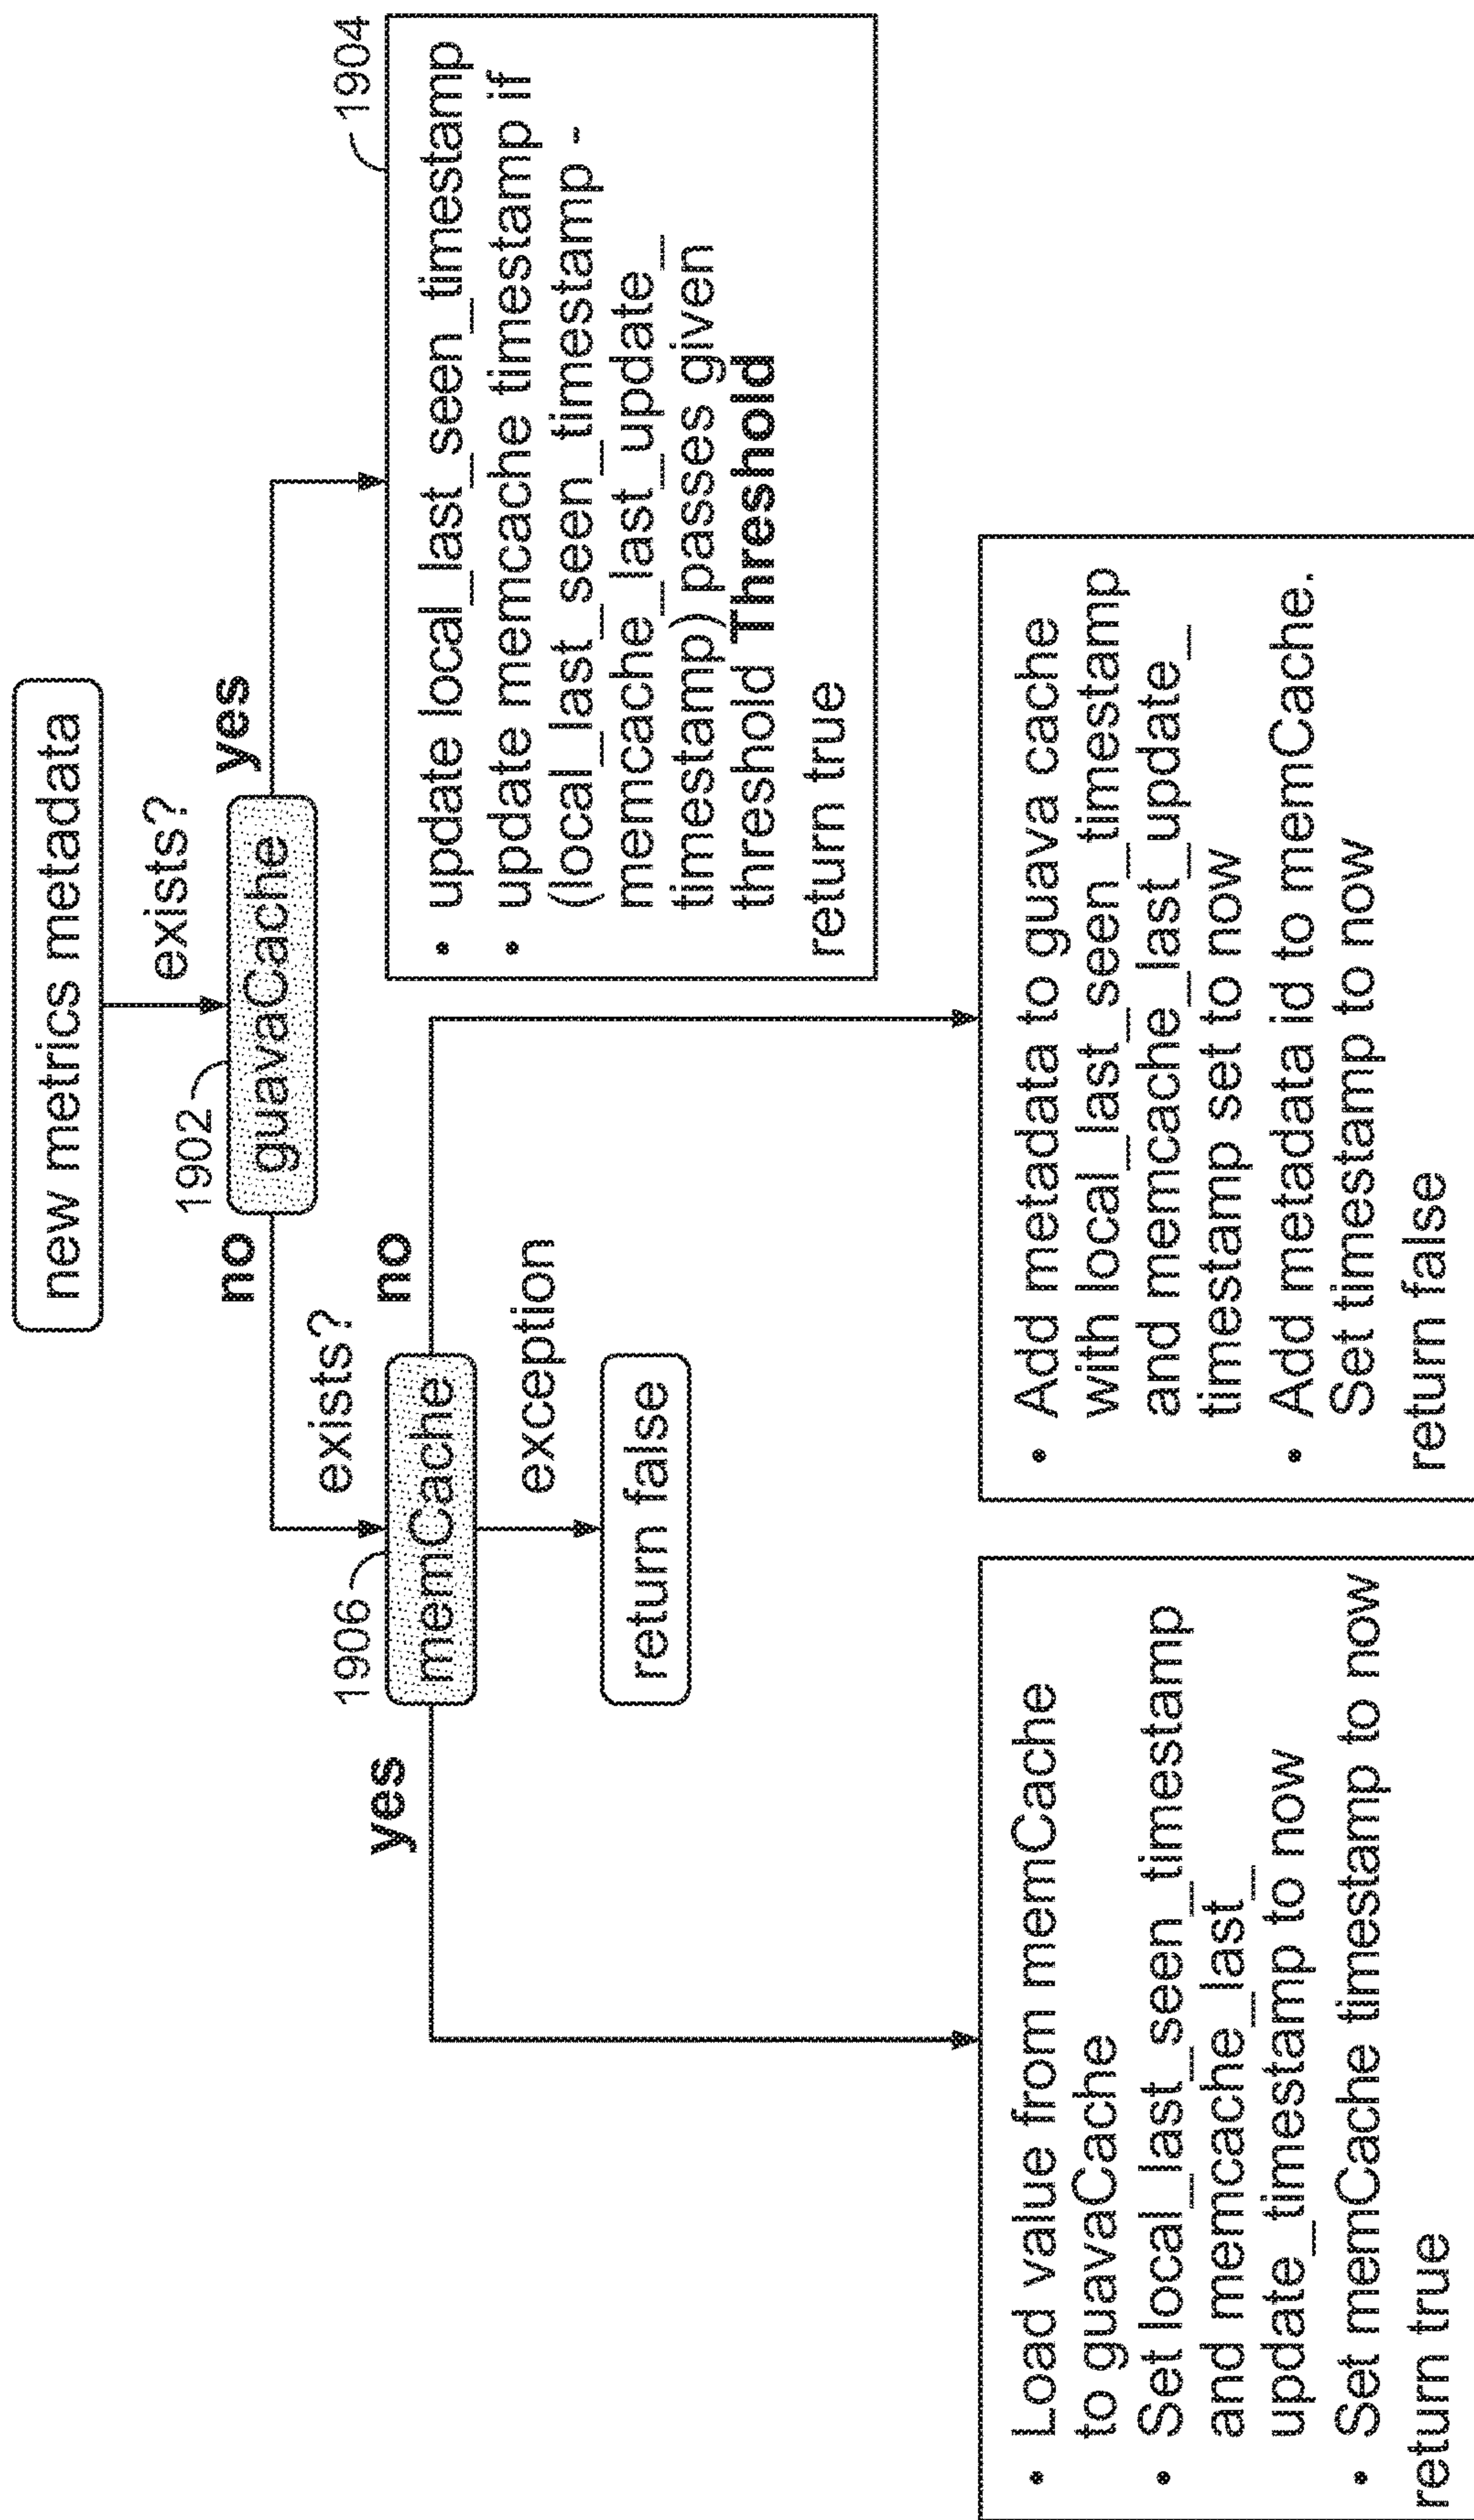 new metrics metadata
exists?
1902
guavaCache
no
yes
1904
• update local_last_seen_timestamp
• update memcache timestamp if
(local_last_seen_timestamp -
memcache_last_update_
timestamp) passes given
threshold Threshold
return true
exists?
1906
memCache
yes
no
exception
return false
• Load value from memCache
to guavaCache
• Set local_last_seen_timestamp
and memcache_last_
update_timestamp to now
• Set memCache timestamp to now
return true
• Add metadata to guava cache
with local_last_seen_timestamp
and memcache_last_update_
timestamp set to now
• Add metadata id to memCache.
Set timestamp to now
return false